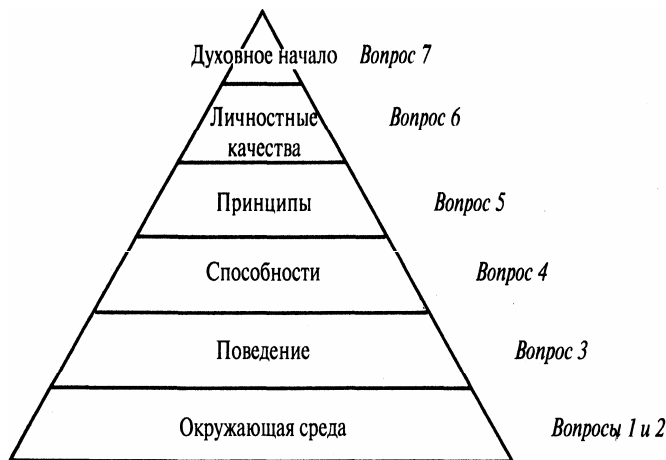 Духовное начало Вопрос 7
Личностные Вопрос 6
качества
Принципы Вопрос 5
Способности Вопрос 4
Поведение Вопрос 3
Окружающая среда Вопросы 1 и 2